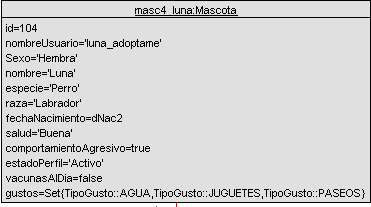 masc4_luna:Mascota
id=104
nombreUsuario='luna_adoptame'
Sexo='Hembra'
nombre='Luna'
especie='Perro'
raza='Labrador'
fechaNacimiento=dNac2
salud='Buena'
comportamientoAgresivo=true
estadoPerfil='Activo'
vacunasAlDia=false
gustos=Set{TipoGusto::AGUA,TipoGusto::JUGUETES,TipoGusto::PASEOS}